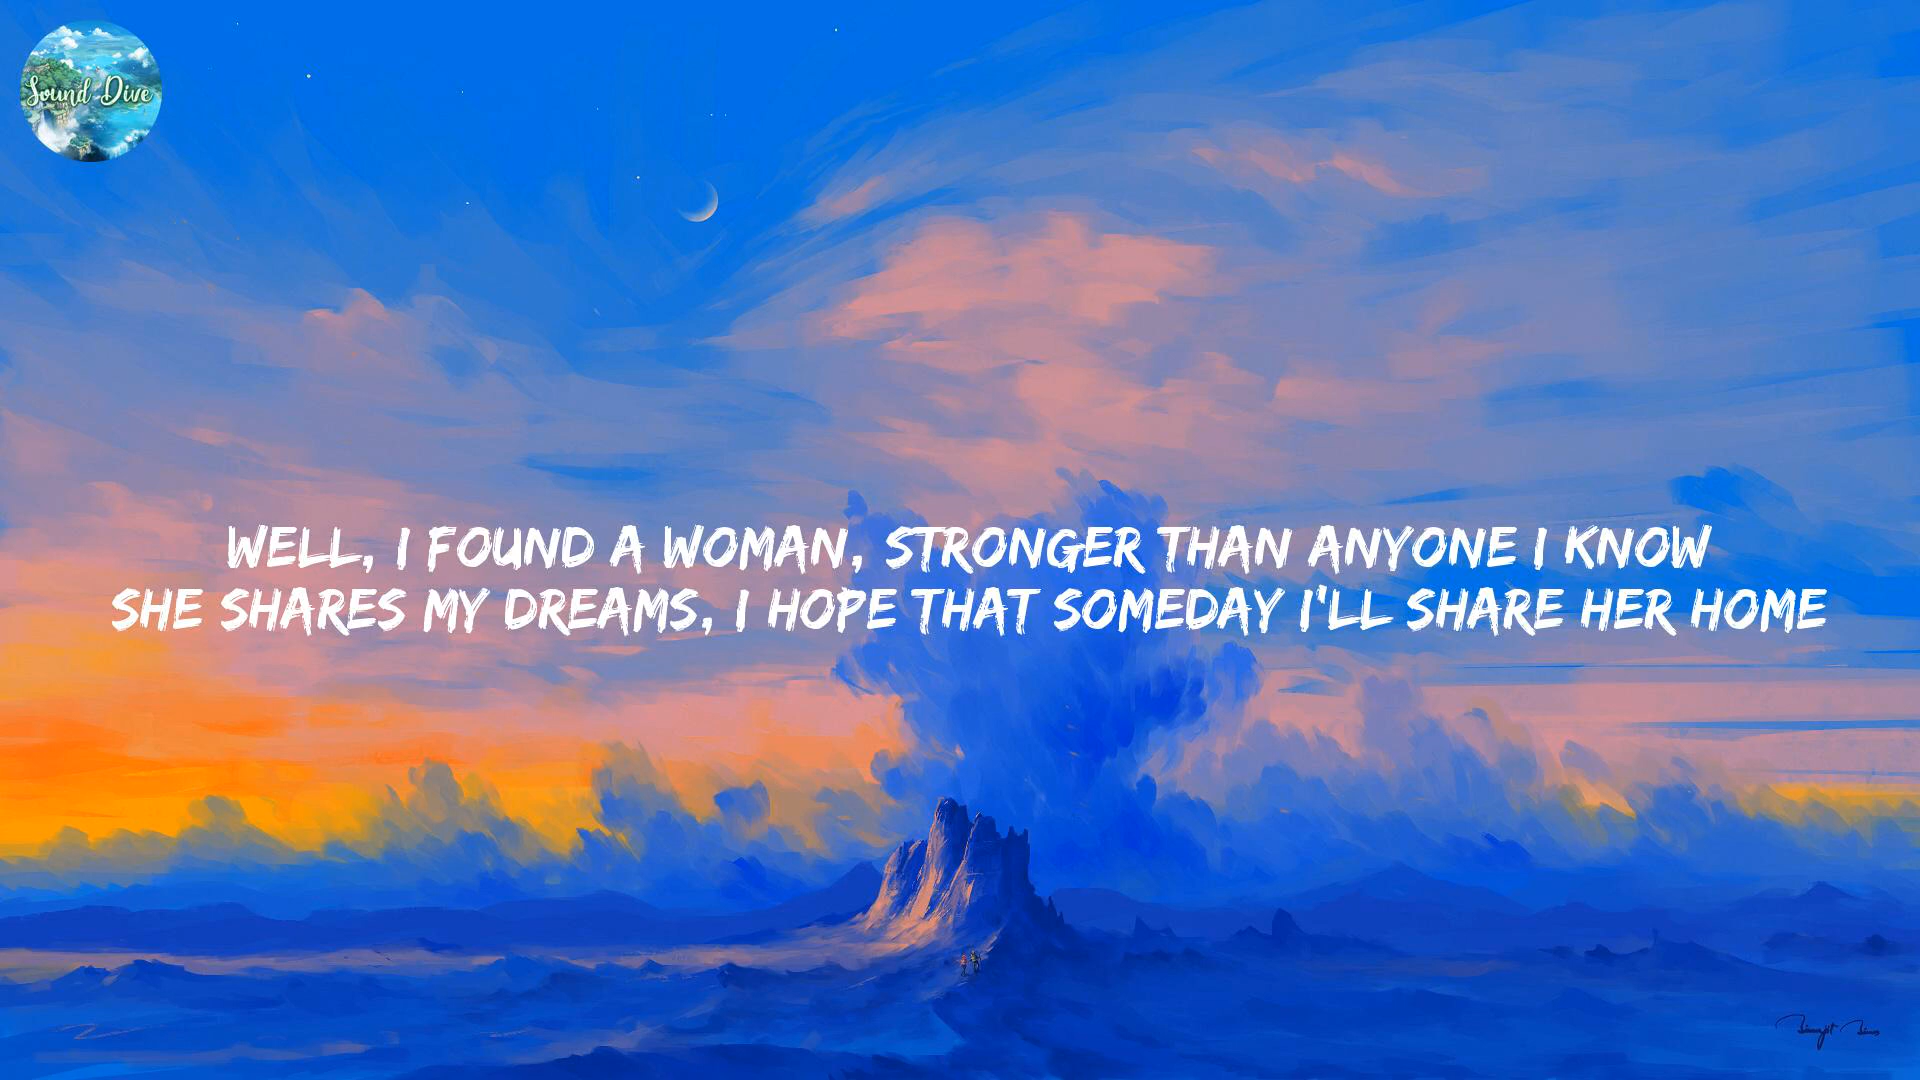 Sound Dive
WELL, I FOUND A WOMAN, STRONGER THAN ANYONE I KNOW
SHE SHARES MY DREAMS, I HOPE THAT SOMEDAY I'LL SHARE HER HOME